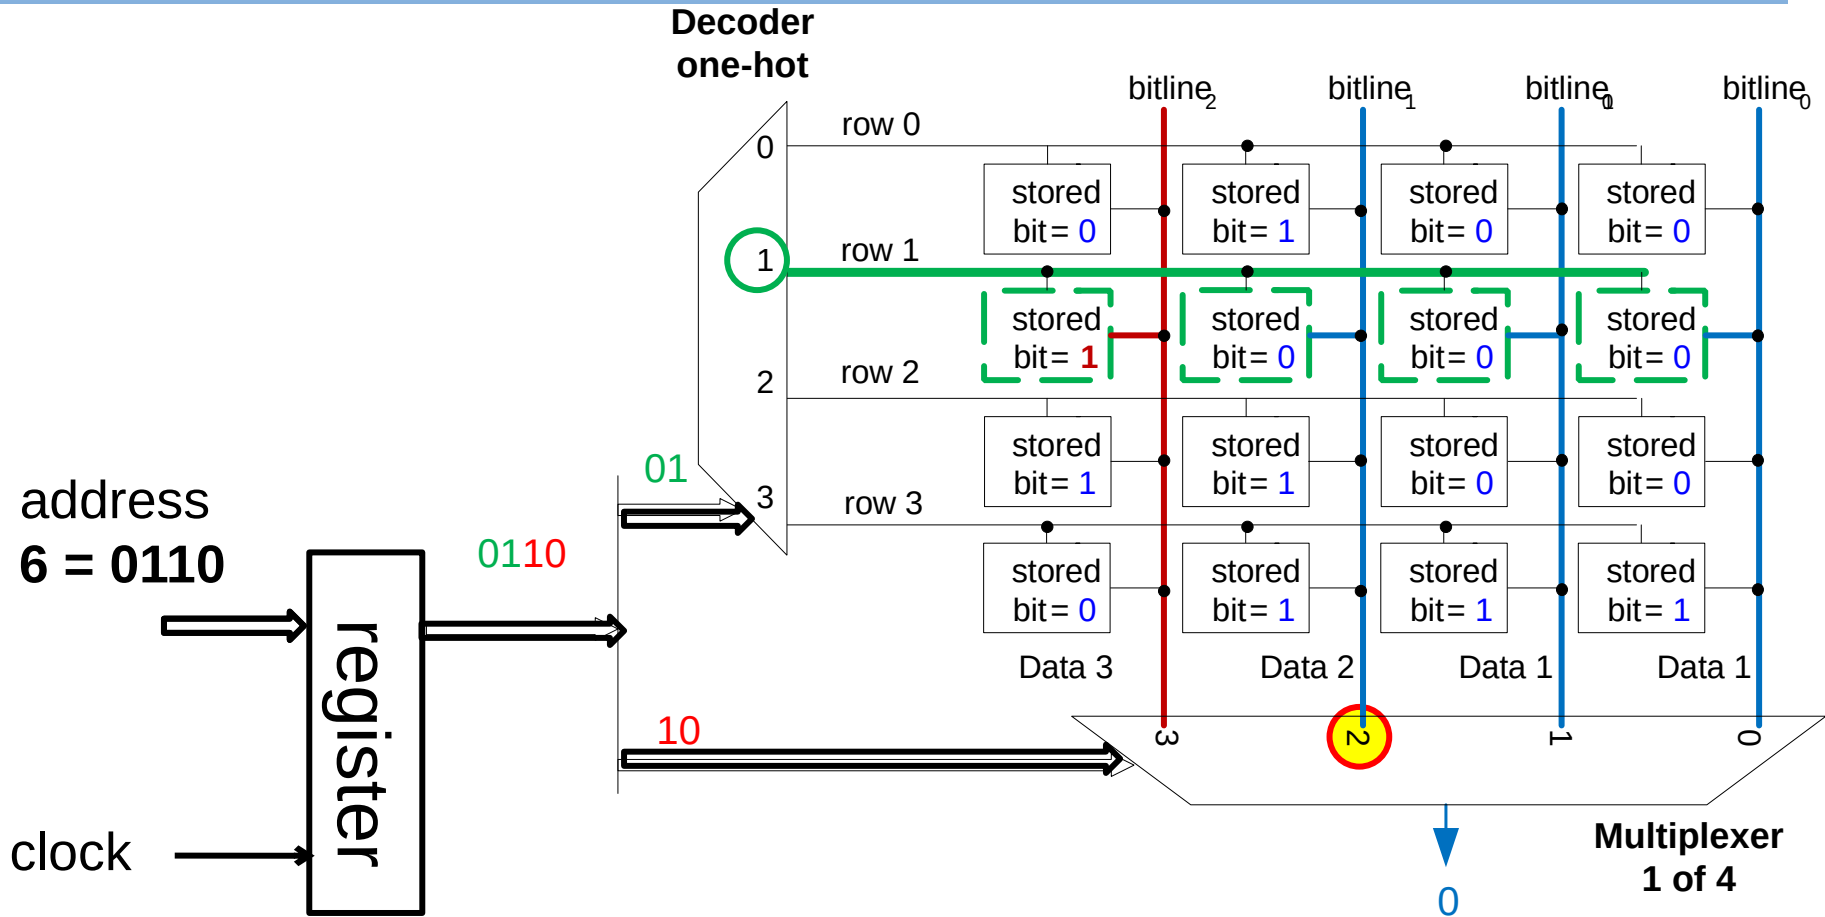 Decoder
one-hot
bitline2
bitline1
bitline
bitline0
0
row 0
stored
bit= 0
stored
bit= 1
stored
bit= 0
stored
bit= 0
1
row 1
stored
bit= 1
stored
bit= 0
stored
bit= 0
stored
bit= 0
2
row 2
stored
bit= 1
stored
bit= 1
stored
bit= 0
stored
bit= 0
3
row 3
stored
bit= 0
stored
bit= 1
stored
bit= 1
stored
bit= 1
01
address
6 = 0110
0110
register
clock
10
Data 3
Data 2
Data 1
Data 1
3
2
1
0
Multiplexer
1 of 4
0